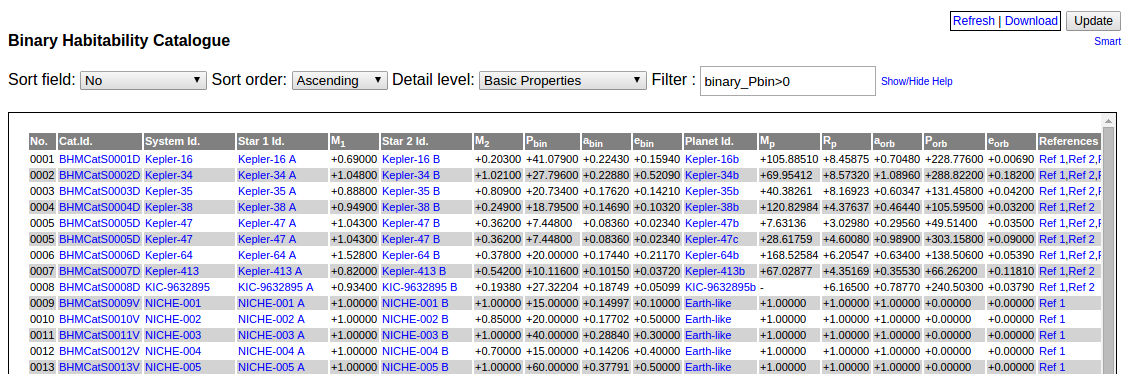 Refresh | Download Update
Binary Habitability Catalogue Smart
Sort field: No Sort order: Ascending Detail level: Basic Properties Filter : binary_Pbin>0 Show/Hide Help
No. Cat.Id. System Id. Star 1 Id. M1 Star 2 Id. M2 Pbin abin ebin Planet Id. Mp Rp aorb Porb eorb References
0001 BHMCatS0001D Kepler-16 Kepler-16 A +0.69000 Kepler-16 B +0.20300 +41.07900 +0.22430 +0.15940 Kepler-16b +105.88510 +8.45875 +0.70480 +228.77600 +0.00690 Ref 1,Ref 2,F
0002 BHMCatS0002D Kepler-34 Kepler-34 A +1.04800 Kepler-34 B +1.02100 +27.79600 +0.22880 +0.52090 Kepler-34b +69.95412 +8.57320 +1.08960 +288.82200 +0.18200 Ref 1,Ref 2,
0003 BHMCatS0003D Kepler-35 Kepler-35 A +0.88800 Kepler-35 B +0.80900 +20.73400 +0.17620 +0.14210 Kepler-35b +40.38261 +8.16923 +0.60347 +131.45800 +0.04200 Ref 1,Ref 2,F
0004 BHMCatS0004D Kepler-38 Kepler-38 A +0.94900 Kepler-38 B +0.24900 +18.79500 +0.14690 +0.10320 Kepler-38b +120.82984 +4.37637 +0.46440 +105.59500 +0.03200 Ref 1,Ref 2
0005 BHMCatS0005D Kepler-47 Kepler-47 A +1.04300 Kepler-47 B +0.36200 +7.44800 +0.08360 +0.02340 Kepler-47b +7.63136 +3.02980 +0.29560 +49.51400 +0.03500 Ref 1,Ref 2,
0005 BHMCatS0005D Kepler-47 Kepler-47 A +1.04300 Kepler-47 B +0.36200 +7.44800 +0.08360 +0.02340 Kepler-47c +28.61759 +4.60080 +0.98900 +303.15800 +0.09000 Ref 1,Ref 2,
0006 BHMCatS0006D Kepler-64 Kepler-64 A +1.52800 Kepler-64 B +0.37800 +20.00000 +0.17440 +0.21170 Kepler-64b +168.52584 +6.20547 +0.63400 +138.50600 +0.05390 Ref 1,Ref 2,
0007 BHMCatS0007D Kepler-413 Kepler-413 A +0.82000 Kepler-413 B +0.54200 +10.11600 +0.10150 +0.03720 Kepler-413b +67.02877 +4.35169 +0.35530 +66.26200 +0.11810 Ref 1,Ref 2
0008 BHMCatS0008D KIC-9632895 KIC-9632895 A +0.93400 KIC-9632895 B +0.19380 +27.32204 +0.18749 +0.05099 KIC-9632895b - +6.16500 +0.78770 +240.50300 +0.03790 Ref 1,Ref 2
0009 BHMCatS0009V NICHE-001 NICHE-001 A +1.00000 NICHE-001 B +1.00000 +15.00000 +0.14997 +0.10000 Earth-like +1.00000 +1.00000 +1.00000 +0.00000 +0.00000 Ref 1
0010 BHMCatS0010V NICHE-002 NICHE-002 A +1.00000 NICHE-002 B +0.85000 +20.00000 +0.17702 +0.50000 Earth-like +1.00000 +1.00000 +1.00000 +0.00000 +0.00000 Ref 1
0011 BHMCatS0011V NICHE-003 NICHE-003 A +1.00000 NICHE-003 B +1.00000 +40.00000 +0.28840 +0.30000 Earth-like +1.00000 +1.00000 +1.00000 +0.00000 +0.00000 Ref 1
0012 BHMCatS0012V NICHE-004 NICHE-004 A +1.00000 NICHE-004 B +0.70000 +15.00000 +0.14206 +0.40000 Earth-like +1.00000 +1.00000 +1.00000 +0.00000 +0.00000 Ref 1
0013 BHMCatS0013V NICHE-005 NICHE-005 A +1.00000 NICHE-005 B +1.00000 +60.00000 +0.37791 +0.50000 Earth-like +1.00000 +1.00000 +1.00000 +0.00000 +0.00000 Ref 1